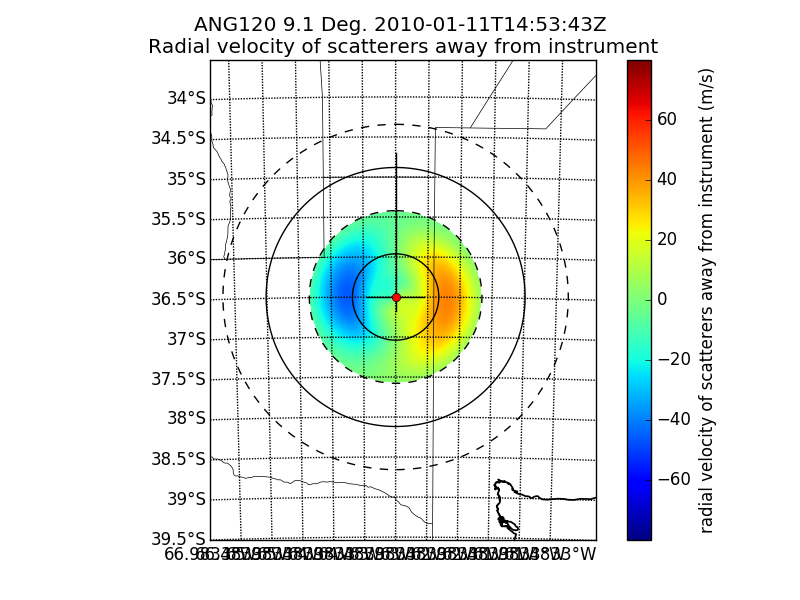 ANG120 9.1 Deg. 2010-01-11T14:53:43Z
Radial velocity of scatterers away from instrument
34°S
34.5°S
35°S
35.5°S
36°S
36.5°S
37°S
37.5°S
38°S
38.5°S
39°S
39.5°S
60
40
20
0
−20
−40
−60
radial velocity of scatterers away from instrument (m/s)